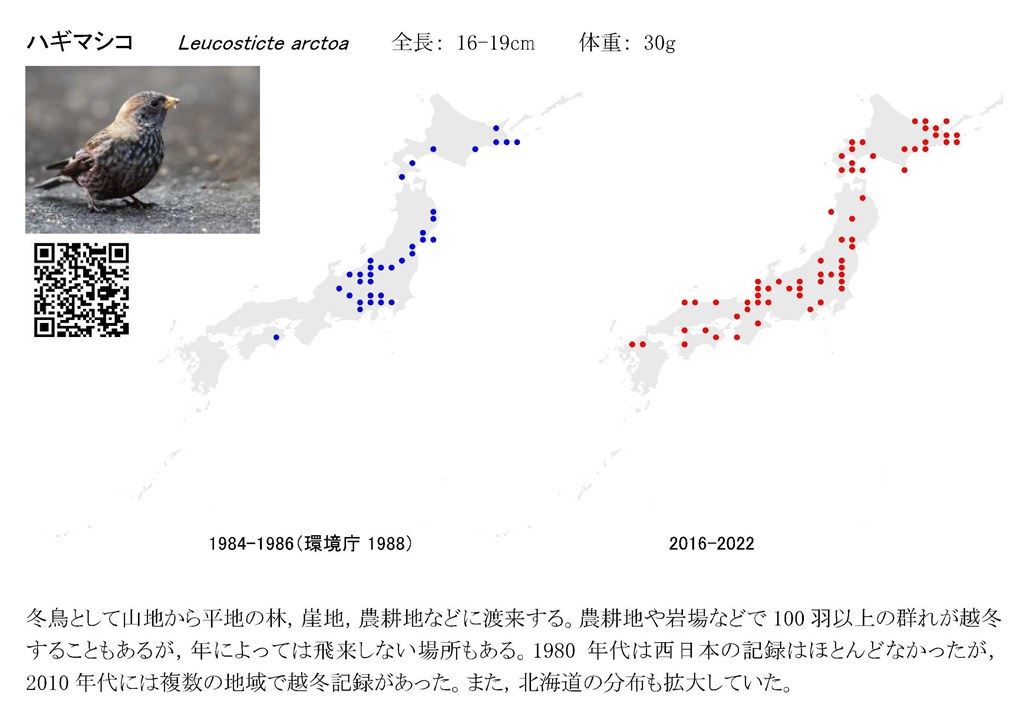 ハギマシコ Leucosticte arctoa 全長： 16-19cm 体重： 30g
1984-1986（環境庁 1988） 2016-2022
冬鳥として山地から平地の林，崖地，農耕地などに渡来する。農耕地や岩場などで 100 羽以上の群れが越冬
することもあるが，年によっては飛来しない場所もある。1980 年代は西日本の記録はほとんどなかったが，
2010 年代には複数の地域で越冬記録があった。また，北海道の分布も拡大していた。